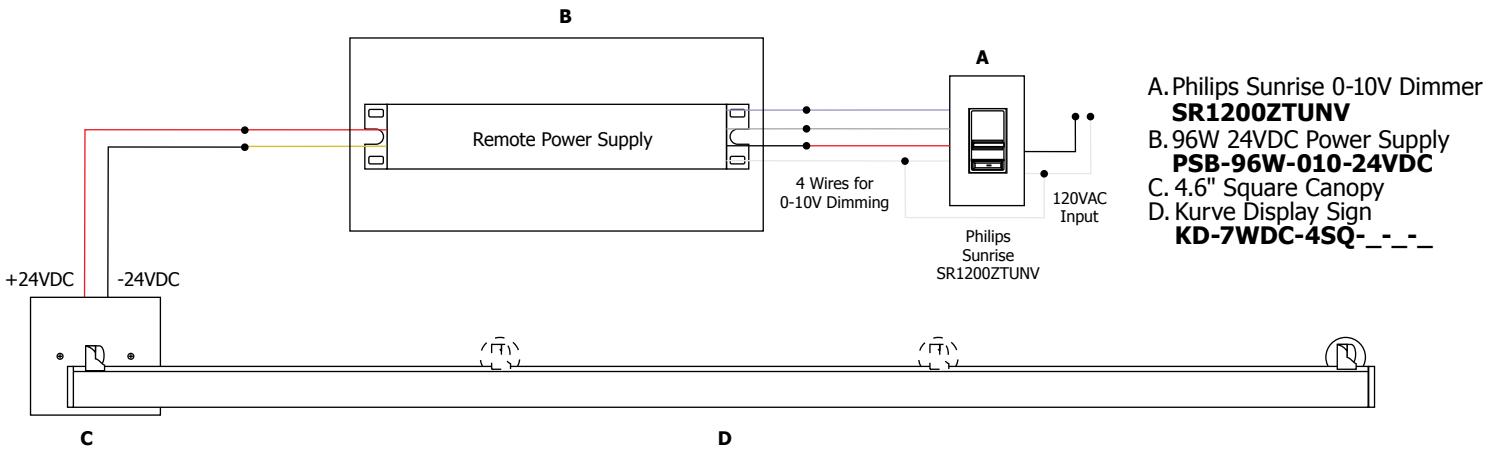 B
A
Remote Power Supply
4 Wires for
0-10V Dimming
120VAC
Input
Philips
Sunrise
SR1200ZTUNV
A. Philips Sunrise 0-10V Dimmer
SR1200ZTUNV
B. 96W 24VDC Power Supply
PSB-96W-010-24VDC
C. 4.6" Square Canopy
D. Kurve Display Sign
KD-7WDC-4SQ-_-_-_
+24VDC
-24VDC
C
D